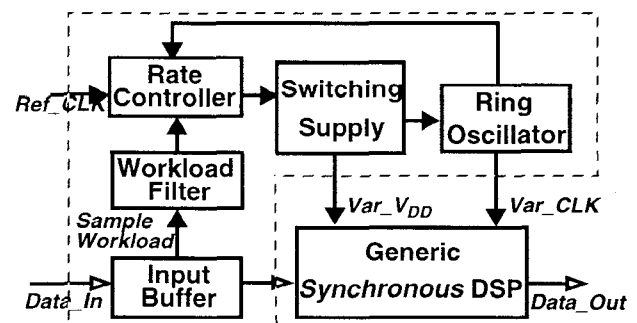 Ref_CLK
Rate
Controller
Switching
Supply
Ring
Oscillator
Workload
Filter
Sample
Workload
Var_VDD
Var_CLK
Data_In
Input
Buffer
Generic
Synchronous DSP
Data_Out